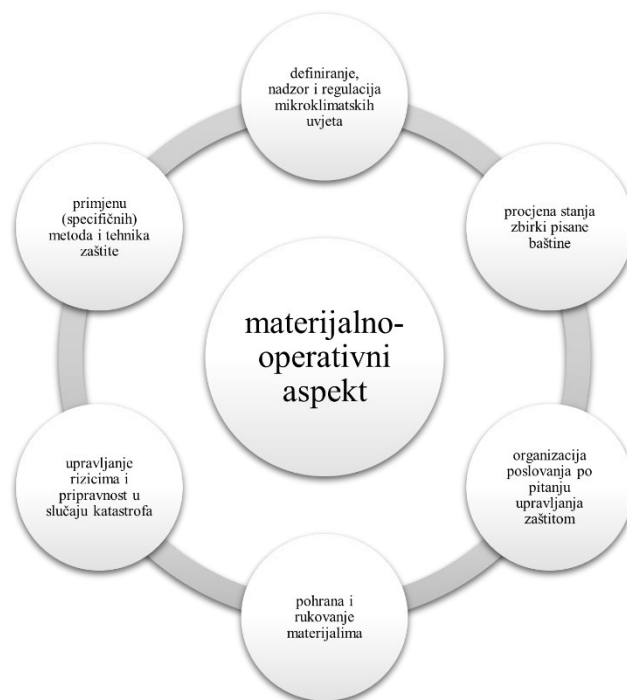 definiranje,
nadzor i regulacija
mikroklimatskih
uvjeta
primjenu
(specifičnih)
metoda i tehnika
zaštite
procjena stanja
zbirki pisane
baštine
materijalno-
operativni
aspekt
upravljanje
rizicima i
pripravnost u
slučaju katastrofa
organizacija
poslovanja po
pitanju
upravljanja
zaštitom
pohrana i
rukovanje
materijalima